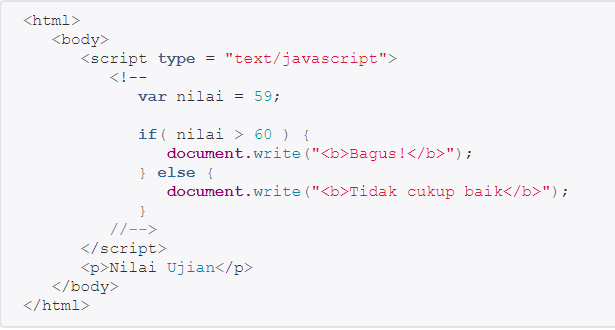 <html>
<body>
<script type = "text/javascript">
<!--
var nilai = 59;
if( nilai > 60 ) {
document.write("<b>Bagus!</b>");
} else {
document.write("<b>Tidak cukup baik</b>");
}
//-->
</script>
<p>Nilai Ujian</p>
</body>
</html>